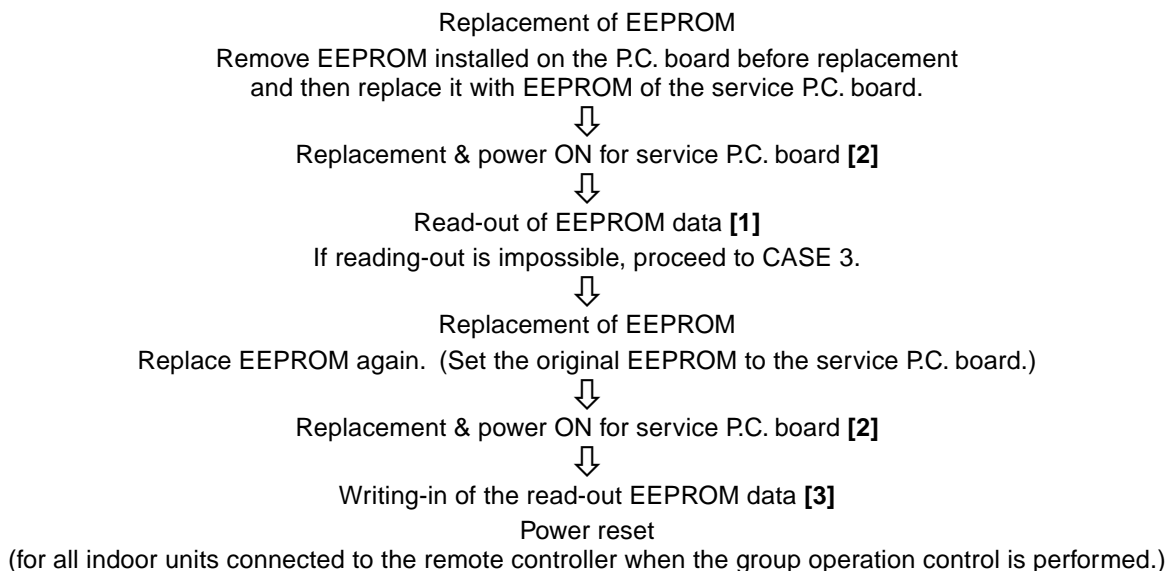 Replacement of EEPROM
Remove EEPROM installed on the P.C. board before replacement
and then replace it with EEPROM of the service P.C. board.
Replacement & power ON for service P.C. board [2]
Read-out of EEPROM data [1]
If reading-out is impossible, proceed to CASE 3.
Replacement of EEPROM
Replace EEPROM again. (Set the original EEPROM to the service P.C. board.)
Replacement & power ON for service P.C. board [2]
Writing-in of the read-out EEPROM data [3]
Power reset
(for all indoor units connected to the remote controller when the group operation control is performed.)